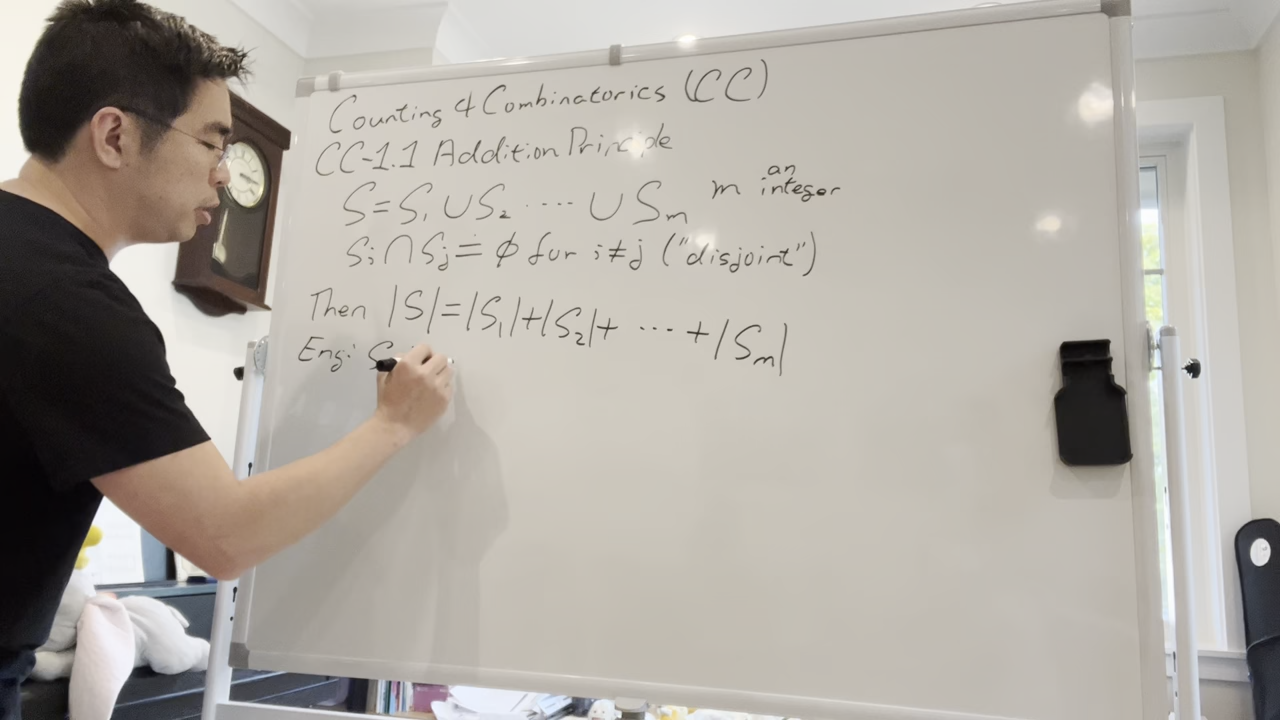 Counting & Combinatorics (CC)
CC-1.1 Addition Principle
S=S₁∪S₂ ····· ∪ Sₘ m an integer
Sᵢ∩Sⱼ=∅ for i≠j ("disjoint")
Then |S|=|S₁|+|S₂|+ ··· +|Sₘ|
Eng: